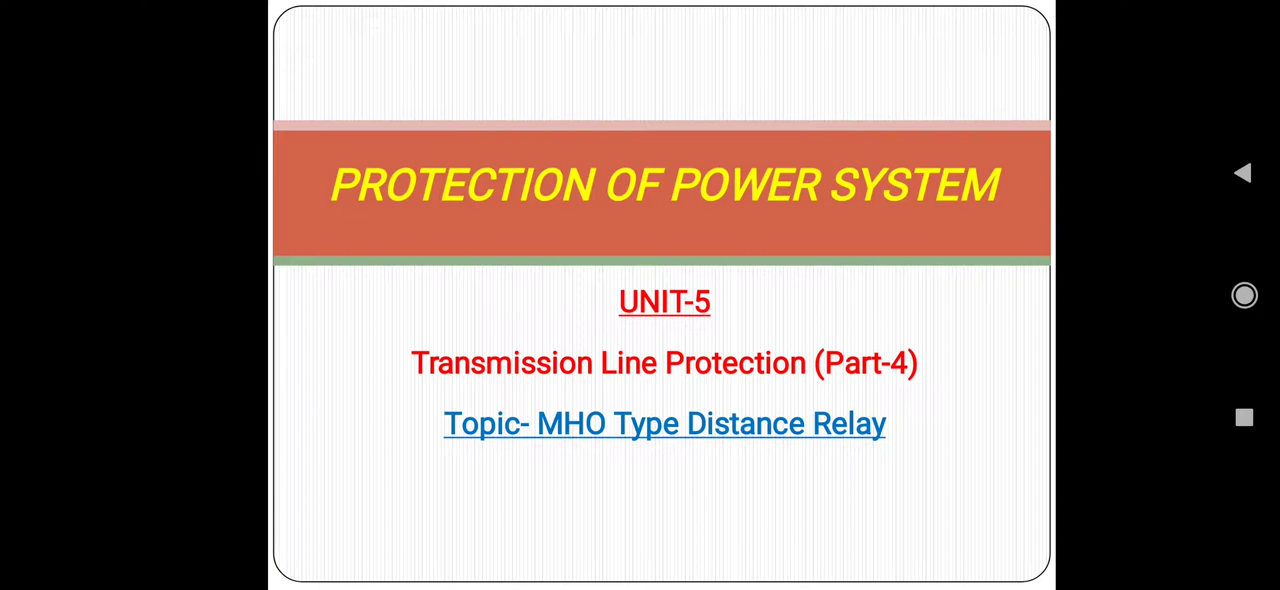 PROTECTION OF POWER SYSTEM
UNIT-5
Transmission Line Protection (Part-4)
Topic- MHO Type Distance Relay